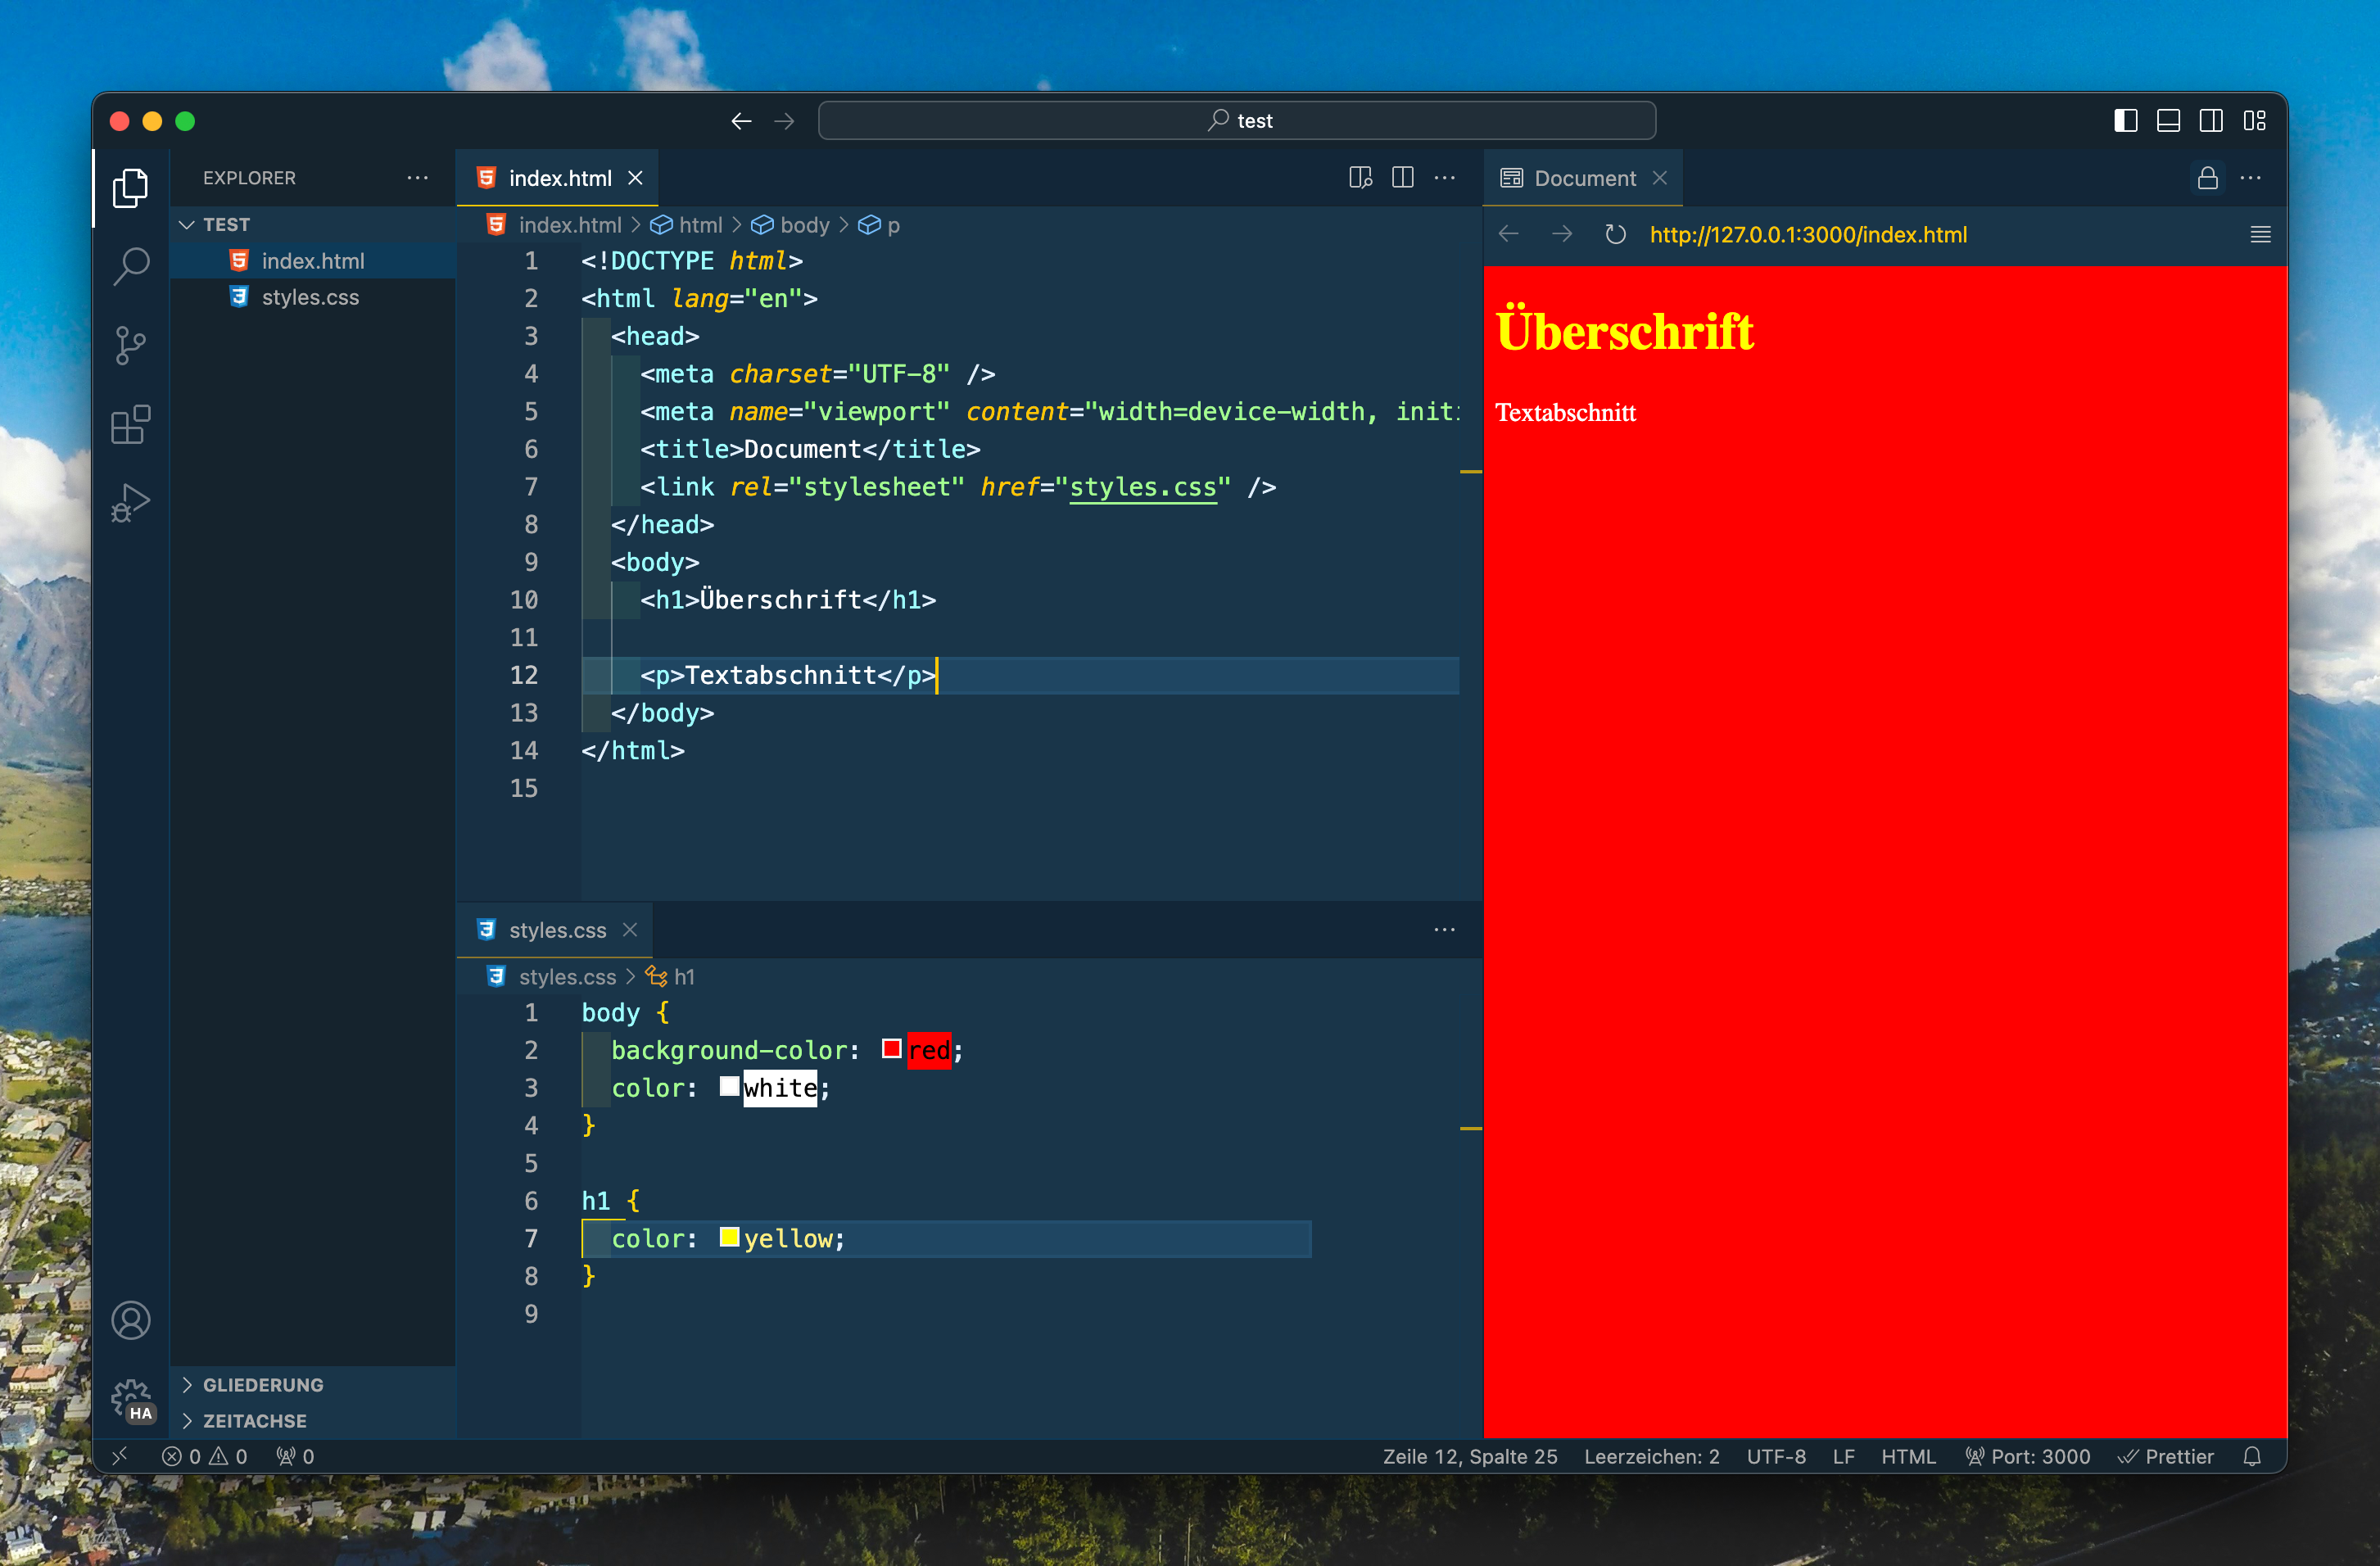 test
EXPLORER
TEST
index.html
styles.css
GLIEDERUNG
ZEITACHSE
HA
index.html
index.html > html > body > p
1 <!DOCTYPE html>
2 <html lang="en">
3 <head>
4 <meta charset="UTF-8" />
5 <meta name="viewport" content="width=device-width, initi
6 <title>Document</title>
7 <link rel="stylesheet" href="styles.css" />
8 </head>
9 <body>
10 <h1>Überschrift</h1>
11
12 <p>Textabschnitt</p>
13 </body>
14 </html>
15
styles.css
styles.css > h1
1 body {
2 background-color: red;
3 color: white;
4 }
5
6 h1 {
7 color: yellow;
8 }
9
Document
http://127.0.0.1:3000/index.html
Überschrift
Textabschnitt
0 0 0
Zeile 12, Spalte 25 Leerzeichen: 2 UTF-8 LF HTML Port: 3000 Prettier